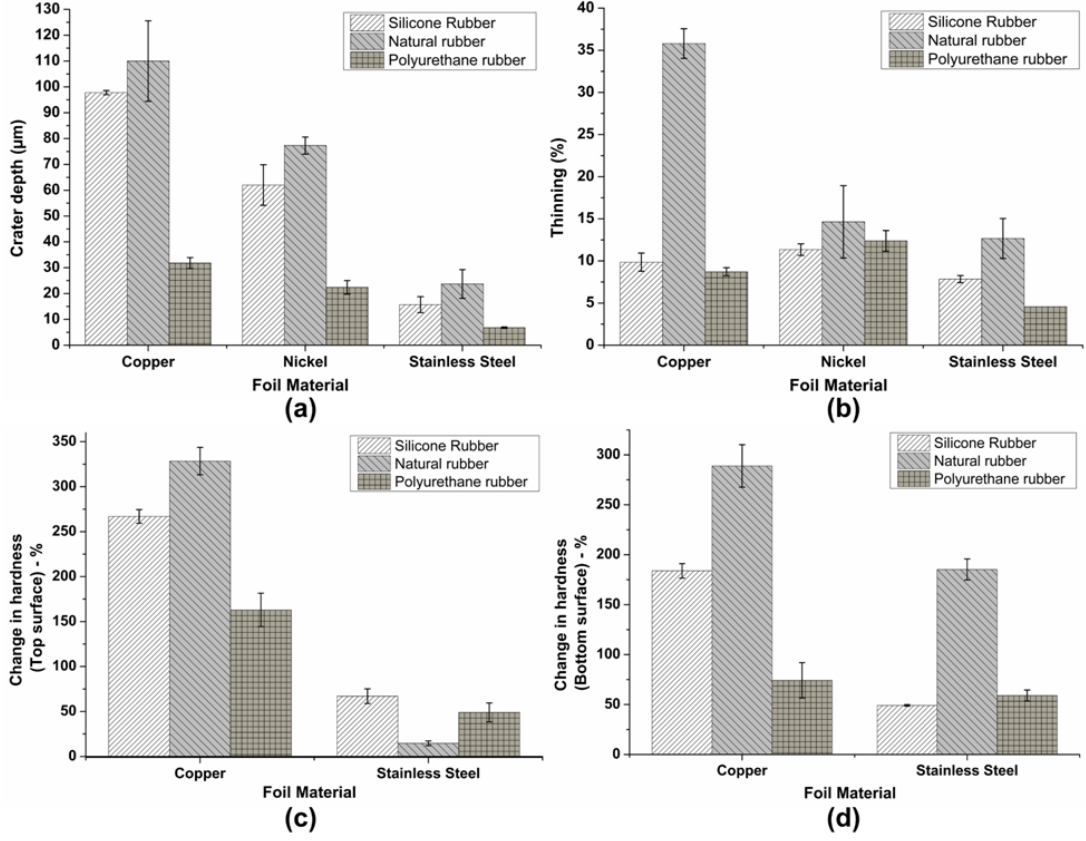 130
120
110
100
90
80
70
60
50
40
30
20
10
0
Crater depth (µm)
Silicone Rubber
Natural rubber
Polyurethane rubber
Copper Nickel Stainless Steel
Foil Material
(a)
40
35
30
25
20
15
10
5
0
Thinning (%)
Silicone Rubber
Natural rubber
Polyurethane rubber
Copper Nickel Stainless Steel
Foil Material
(b)
350
300
250
200
150
100
50
0
Change in hardness
(Top surface) - %
Silicone Rubber
Natural rubber
Polyurethane rubber
Copper Stainless Steel
Foil Material
(c)
300
250
200
150
100
50
0
Change in hardness
(Bottom surface) - %
Silicone Rubber
Natural rubber
Polyurethane rubber
Copper Stainless Steel
Foil Material
(d)